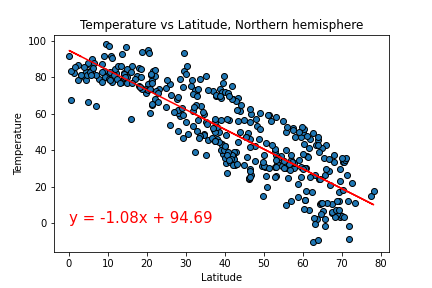 Temperature vs Latitude, Northern hemisphere
100
80
60
40
20
0
Temperature
y = -1.08x + 94.69
0 10 20 30 40 50 60 70 80
Latitude